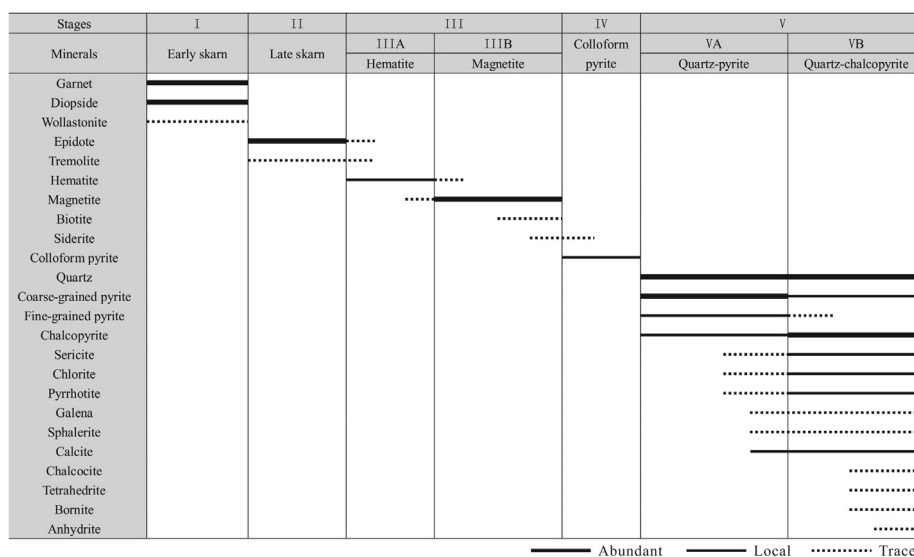 Stages I II III IV V
Minerals Early skarn Late skarn IIIA IIIB Colloform pyrite VA VB
Hematite Magnetite Quartz-pyrite Quartz-chalcopyrite
Garnet
Diopside
Wollastonite
Epidote
Tremolite
Hematite
Magnetite
Biotite
Siderite
Colloform pyrite
Quartz
Coarse-grained pyrite
Fine-grained pyrite
Chalcopyrite
Sericite
Chlorite
Pyrrhotite
Galena
Sphalerite
Calcite
Chalcocite
Tetrahedrite
Bornite
Anhydrite
Abundant Local Trace